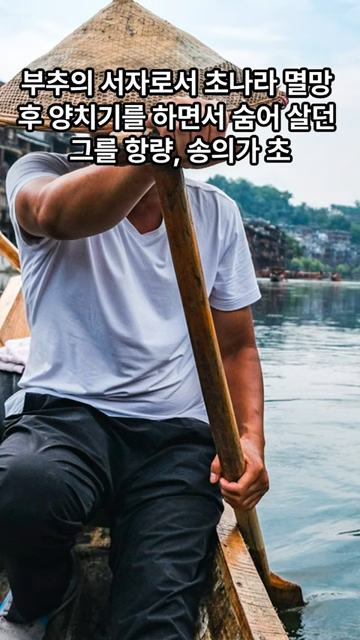 부추의 서자로서 초나라 멸망
후 양치기를 하면서 숨어 살던
그를 항량, 송의가 초